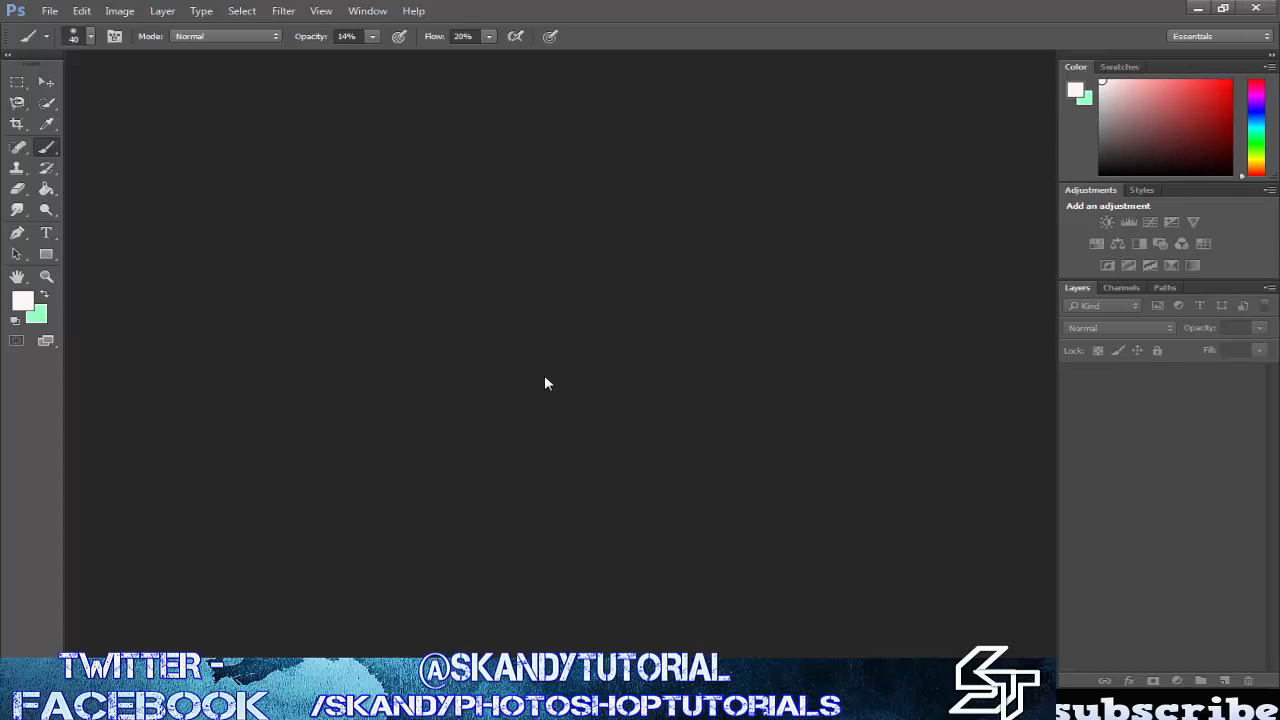 Ps File Edit Image Layer Type Select Filter View Window Help
40 Mode: Normal Opacity: 14% Flow: 20% Essentials
Color Swatches
Adjustments Styles
Add an adjustment
Layers Channels Paths
Kind
Normal Opacity:
Lock: Fill:
TWITTER - @SKANDYTUTORIAL
FACEBOOK /SKANDYPHOTOSHOPTUTORIALS
ST
subscribe